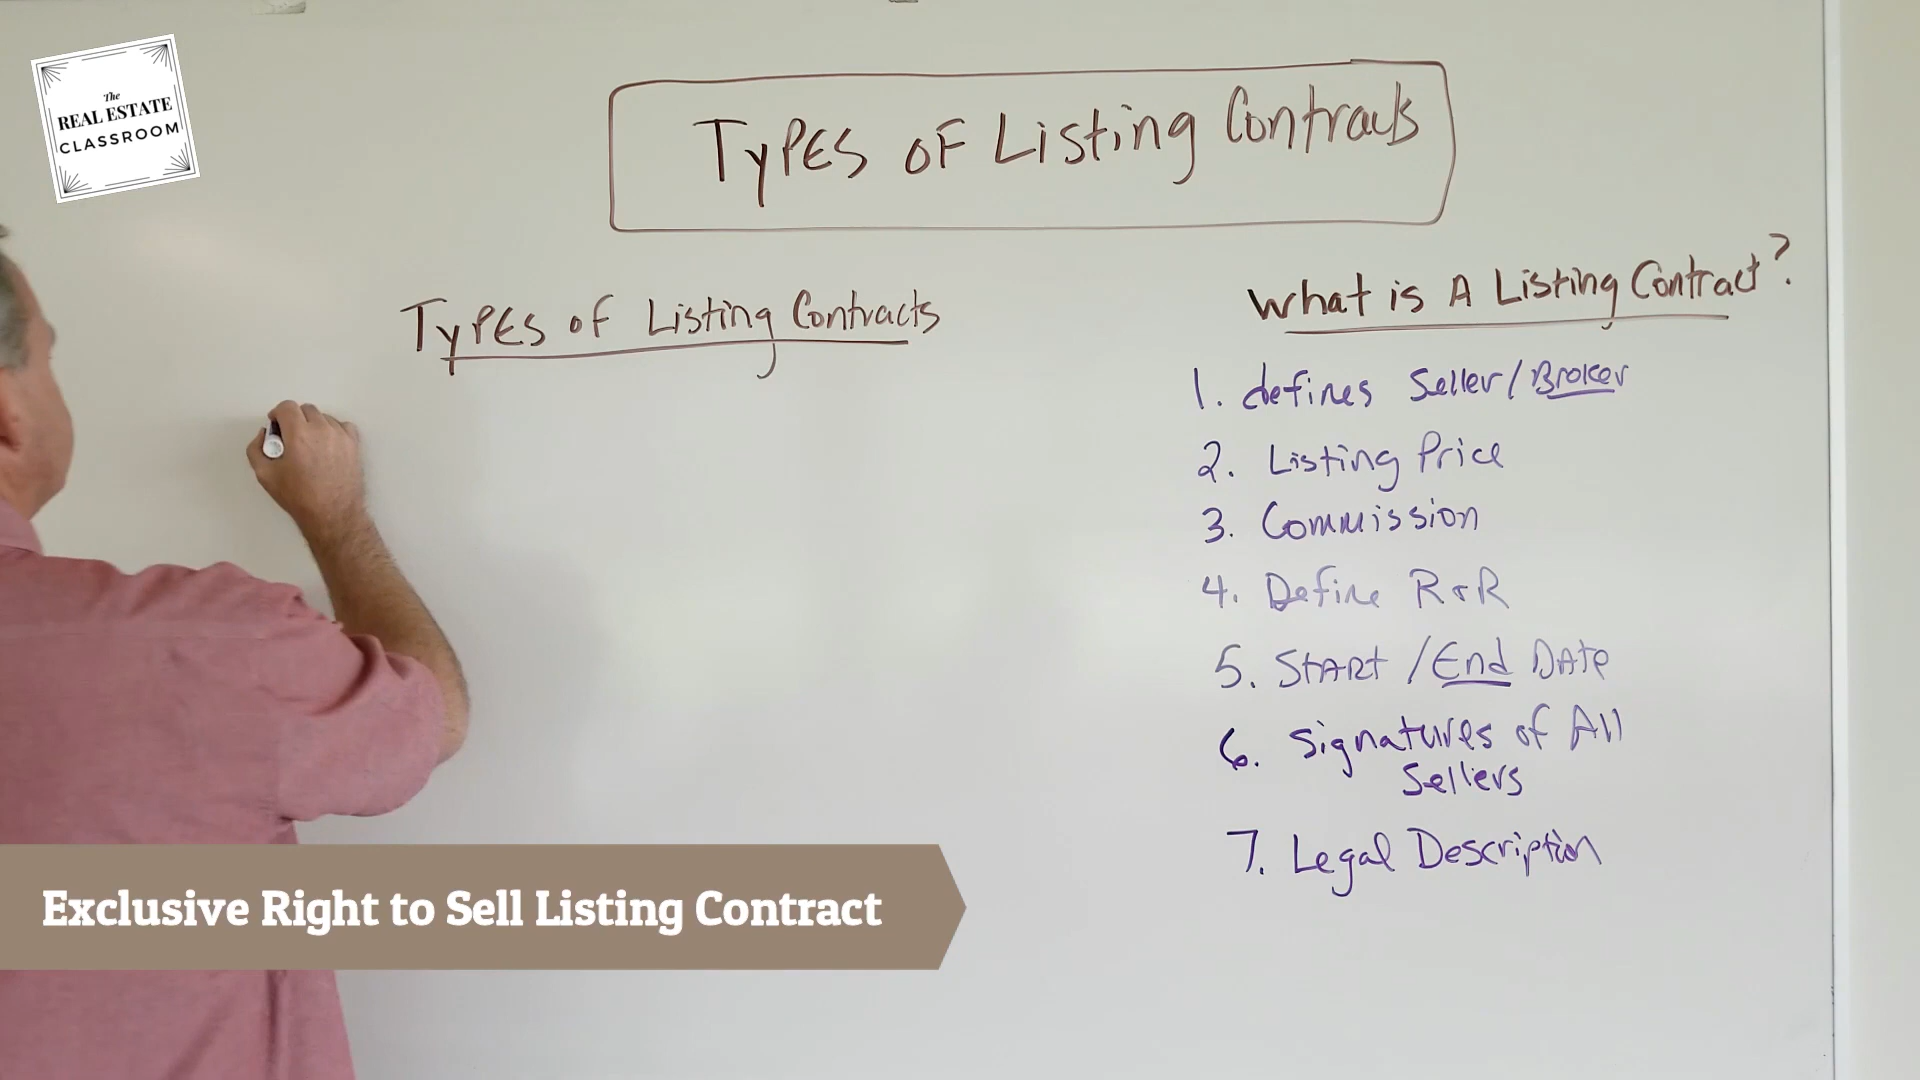 The
REAL ESTATE
CLASSROOM
TYPES OF Listing Contracts
TYPES of Listing Contracts
What is A Listing Contract?
1. defines Seller/Broker
2. Listing Price
3. Commission
4. Define R & R
5. START / End DATE
6. Signatures of All
Sellers
7. Legal Description
Exclusive Right to Sell Listing Contract